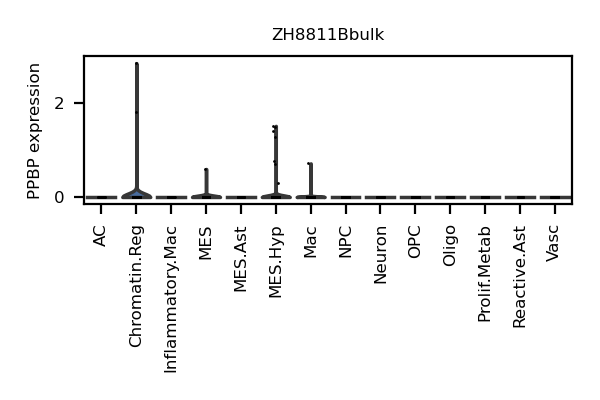 ZH8811Bbulk
PPBP expression
2
0
AC
Chromatin.Reg
Inflammatory.Mac
MES
MES.Ast
MES.Hyp
Mac
NPC
Neuron
OPC
Oligo
Prolif.Metab
Reactive.Ast
Vasc